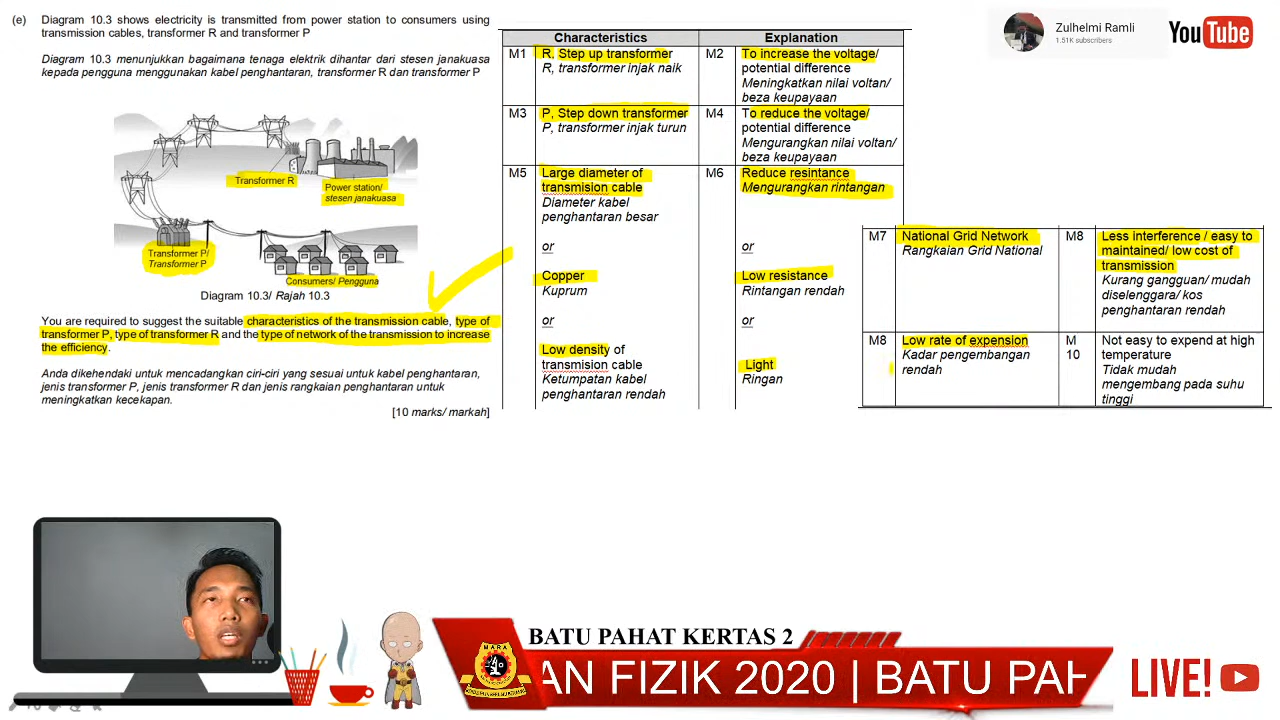 (e) Diagram 10.3 shows electricity is transmitted from power station to consumers using
transmission cables, transformer R and transformer P
Diagram 10.3 menunjukkan bagaimana tenaga elektrik dihantar dari stesen janakuasa
kepada pengguna menggunakan kabel penghantaran, transformer R dan transformer P
Transformer R
Power station/
stesen janakuasa
Transformer P/
Transformer P
Consumers/ Pengguna
Diagram 10.3/ Rajah 10.3
You are required to suggest the suitable characteristics of the transmission cable, type of
transformer P, type of transformer R and the type of network of the transmission to increase
the efficiency.
Anda dikehendaki untuk mencadangkan ciri-ciri yang sesuai untuk kabel penghantaran,
jenis transformer P, jenis transformer R dan jenis rangkaian penghantaran untuk
meningkatkan kecekapan.
[10 marks/ markah]
Characteristics
Explanation
M1
R, Step up transformer
R, transformer injak naik
M2
To increase the voltage/
potential difference
Meningkatkan nilai voltan/
beza keupayaan
M3
P, Step down transformer
P, transformer injak turun
M4
To reduce the voltage/
potential difference
Mengurangkan nilai voltan/
beza keupayaan
M5
Large diameter of
transmision cable
Diameter kabel
penghantaran besar
or
Copper
Kuprum
or
Low density of
transmision cable
Ketumpatan kabel
penghantaran rendah
M6
Reduce resintance
Mengurangkan rintangan
or
Low resistance
Rintangan rendah
or
Light
Ringan
M7
National Grid Network
Rangkaian Grid National
M8
Less interference / easy to
maintained/ low cost of
transmission
Kurang gangguan/ mudah
diselenggara/ kos
penghantaran rendah
M8
Low rate of expension
Kadar pengembangan
rendah
M
10
Not easy to expend at high
temperature
Tidak mudah
mengembang pada suhu
tinggi
Zulhelmi Ramli
1.51K subscribers
YouTube
BATU PAHAT KERTAS 2
MARA
AN FIZIK 2020 | BATU PAH
LIVE!